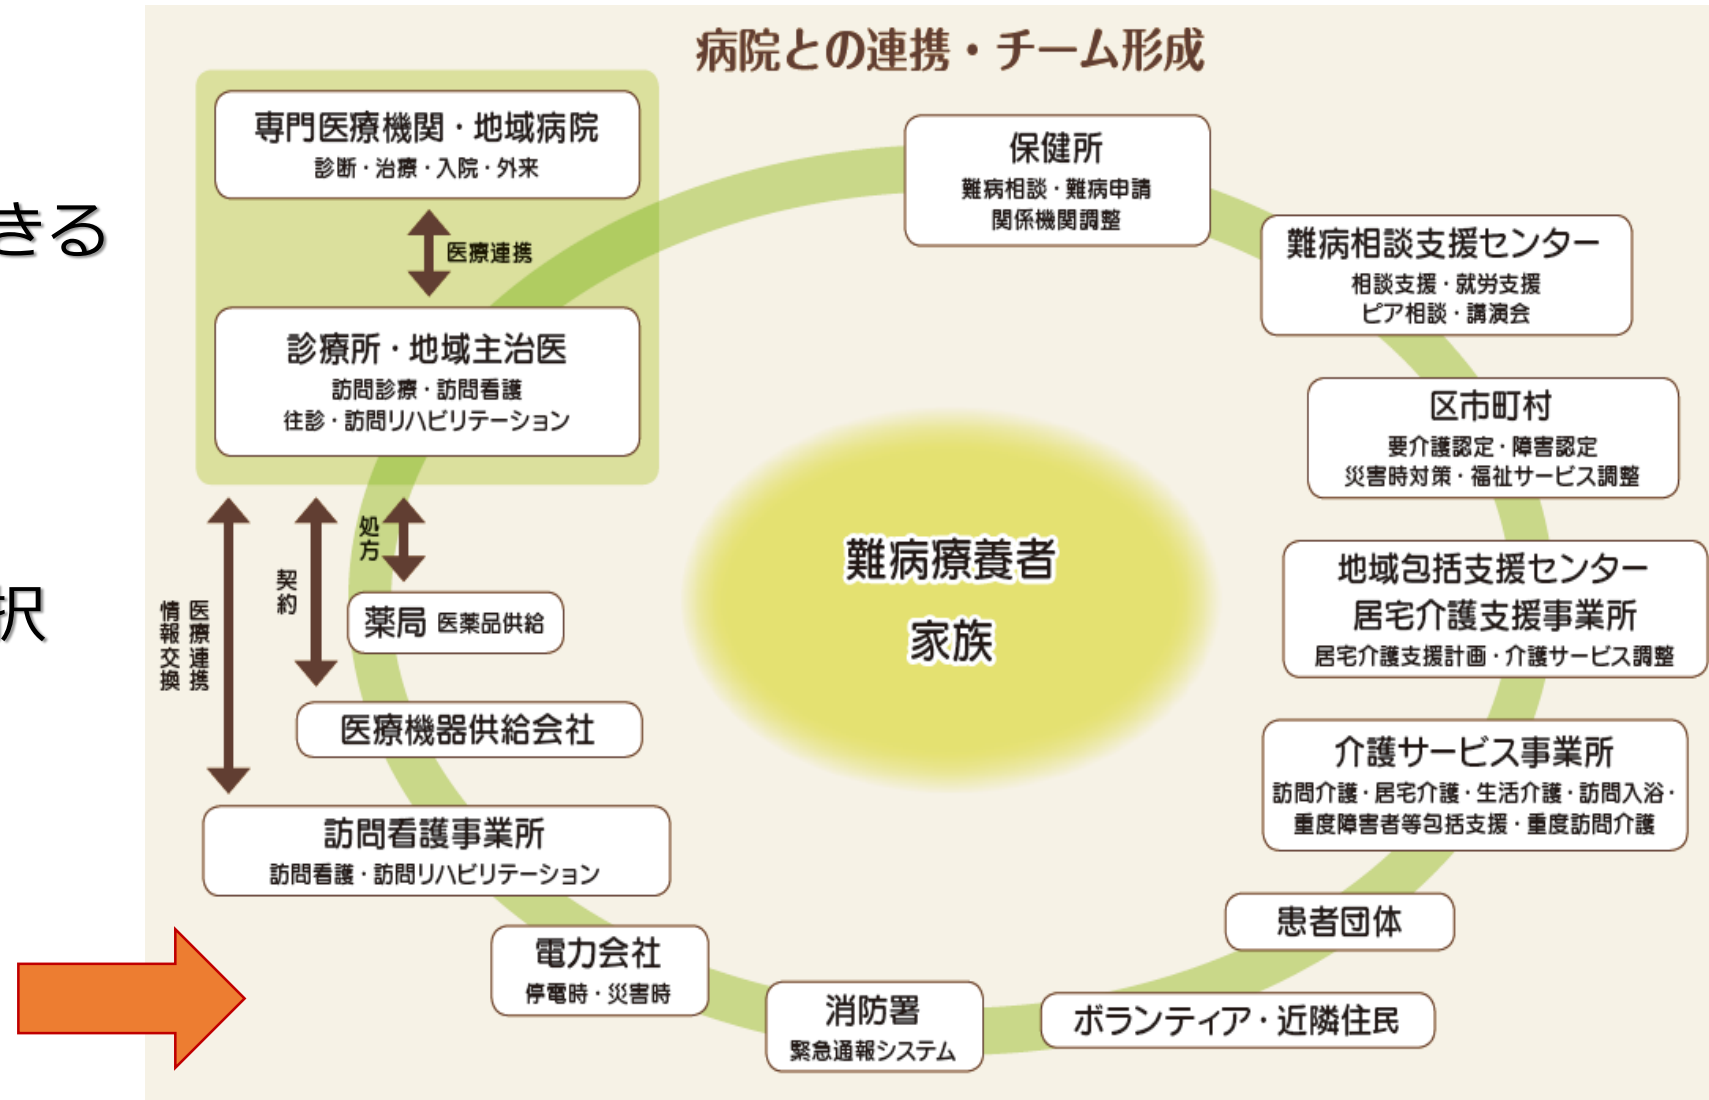 病院との連携・チーム形成
専門医療機関・地域病院
診断・治療・入院・外来
医療連携
診療所・地域主治医
訪問診療・訪問看護
往診・訪問リハビリテーション
保健所
難病相談・難病申請
関係機関調整
難病相談支援センター
相談支援・就労支援
ピア相談・講演会
区市町村
要介護認定・障害認定
災害時対策・福祉サービス調整
地域包括支援センター
居宅介護支援事業所
居宅介護支援計画・介護サービス調整
介護サービス事業所
訪問介護・居宅介護・生活介護・訪問入浴・
重度障害者等包括支援・重度訪問介護
患者団体
ボランティア・近隣住民
消防署
緊急通報システム
電力会社
停電時・災害時
訪問看護事業所
訪問看護・訪問リハビリテーション
医療機器供給会社
薬局 医薬品供給
処方
契約
医療連携
情報交換
難病療養者
家族
きる
択